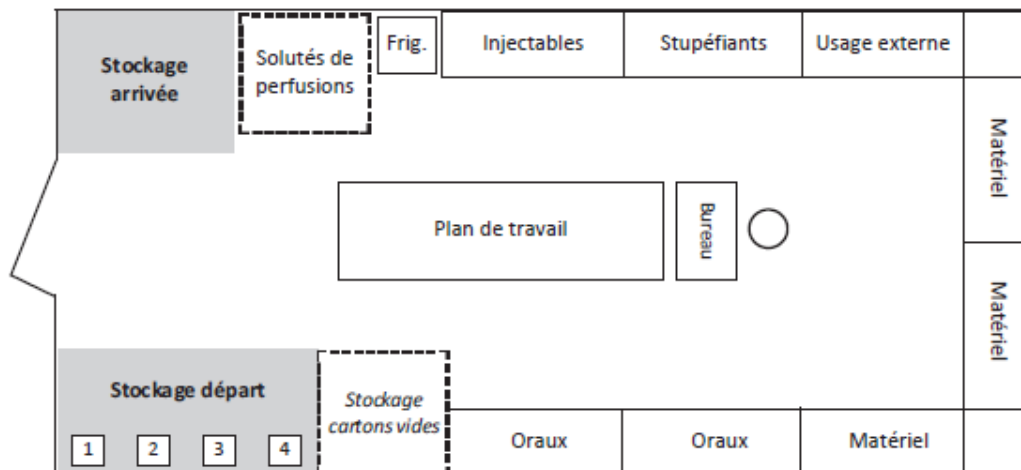 Stockage
arrivée
Solutés de
perfusions
Frig.
Injectables
Stupéfiants
Usage externe
Matériel
Matériel
Plan de travail
Bureau
Stockage départ
1
2
3
4
Stockage
cartons vides
Oraux
Oraux
Matériel